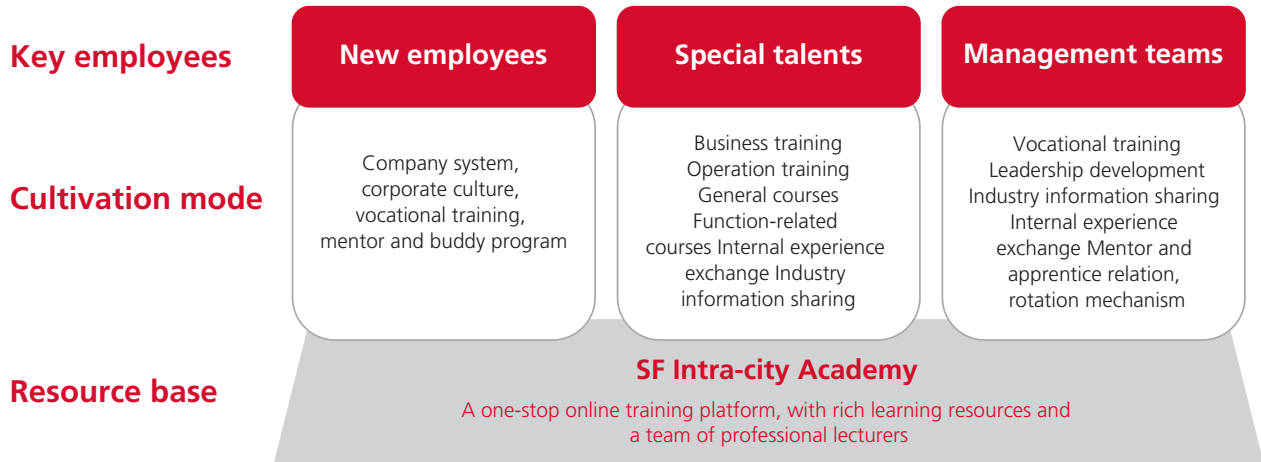 Key employees
New employees
Special talents
Management teams
Cultivation mode
Company system,
corporate culture,
vocational training,
mentor and buddy program
Business training
Operation training
General courses
Function-related
courses Internal experience
exchange Industry
information sharing
Vocational training
Leadership development
Industry information sharing
Internal experience
exchange Mentor and
apprentice relation,
rotation mechanism
Resource base
SF Intra-city Academy
A one-stop online training platform, with rich learning resources and
a team of professional lecturers